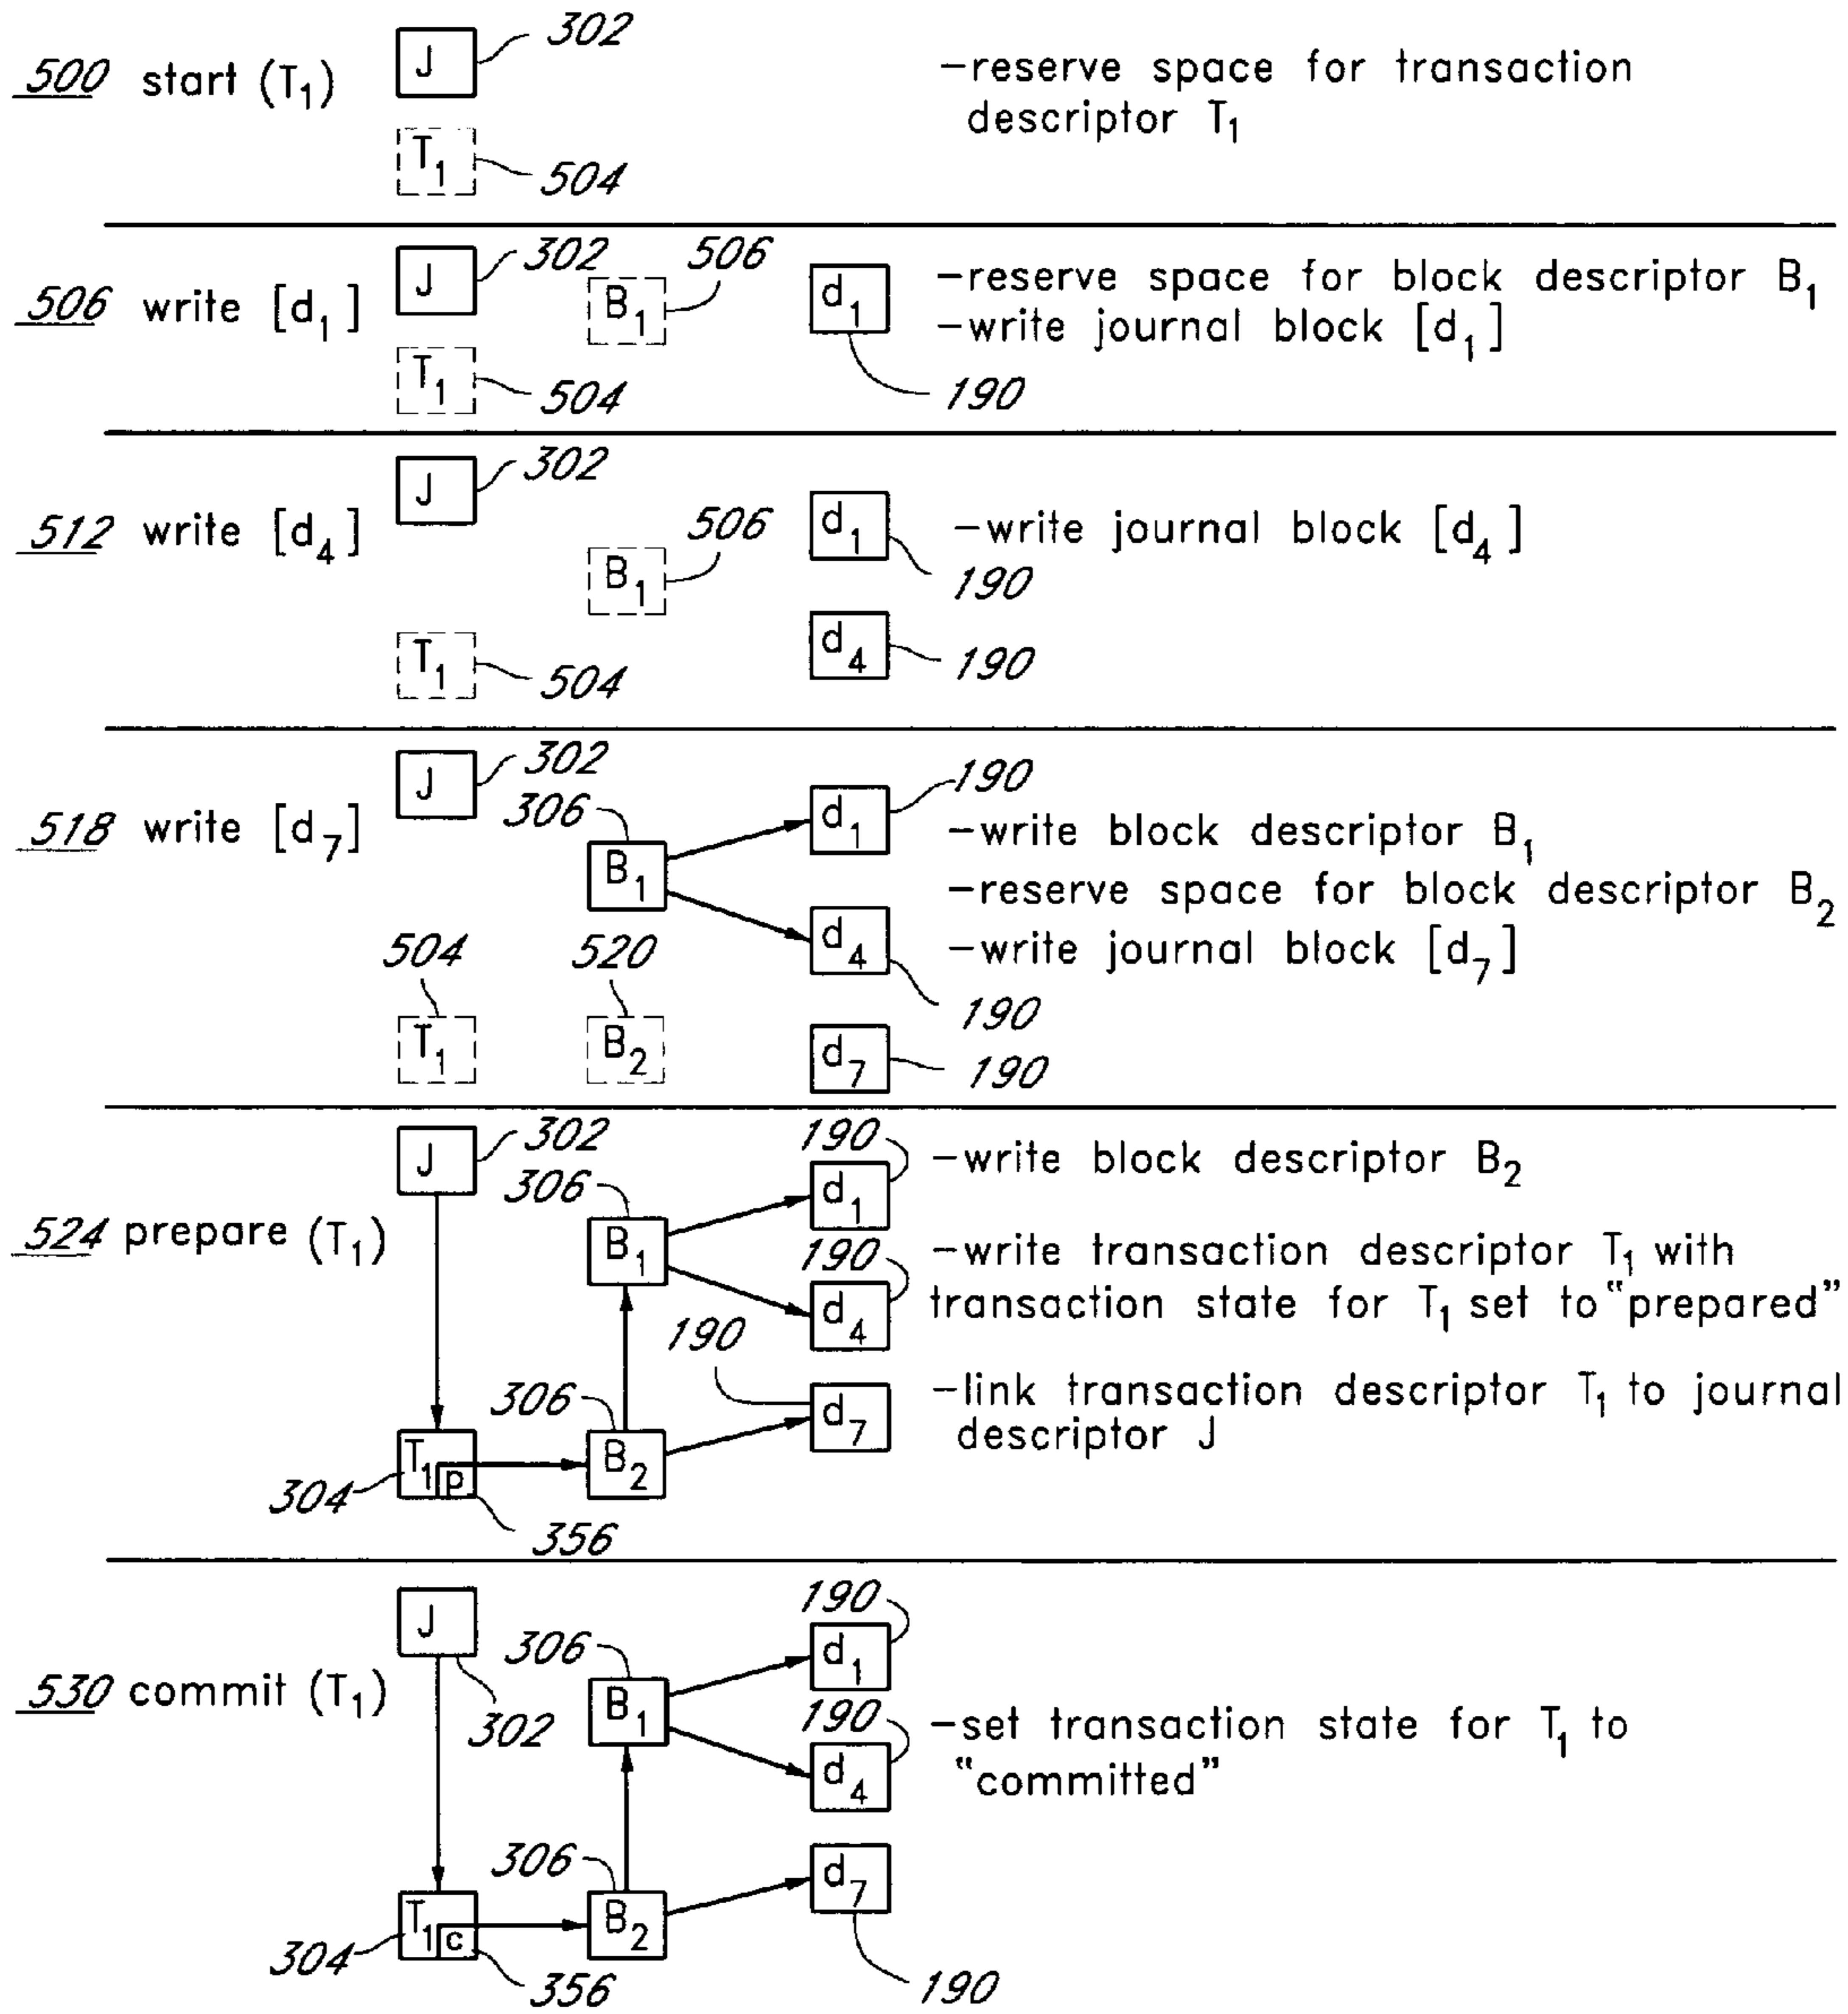 500 start (T1)
J
302
-reserve space for transaction
descriptor T1
T1
504
506 write [d1]
J
302
B1
506
d1
190
-reserve space for block descriptor B1
-write journal block [d1]
T1
504
512 write [d4]
J
302
B1
506
d1
190
-write journal block [d4]
d4
190
T1
504
518 write [d7]
J
302
306
B1
d1
190
-write block descriptor B1
-reserve space for block descriptor B2
-write journal block [d7]
d4
190
504
T1
520
B2
d7
190
524 prepare (T1)
J
302
306
B1
190
d1
-write block descriptor B2
190
d4
-write transaction descriptor T1 with
transaction state for T1 set to "prepared"
190
d7
-link transaction descriptor T1 to journal
descriptor J
306
B2
T1
p
304
356
530 commit (T1)
J
302
306
B1
190
d1
190
d4
-set transaction state for T1 to
"committed"
306
B2
d7
190
T1
c
304
356